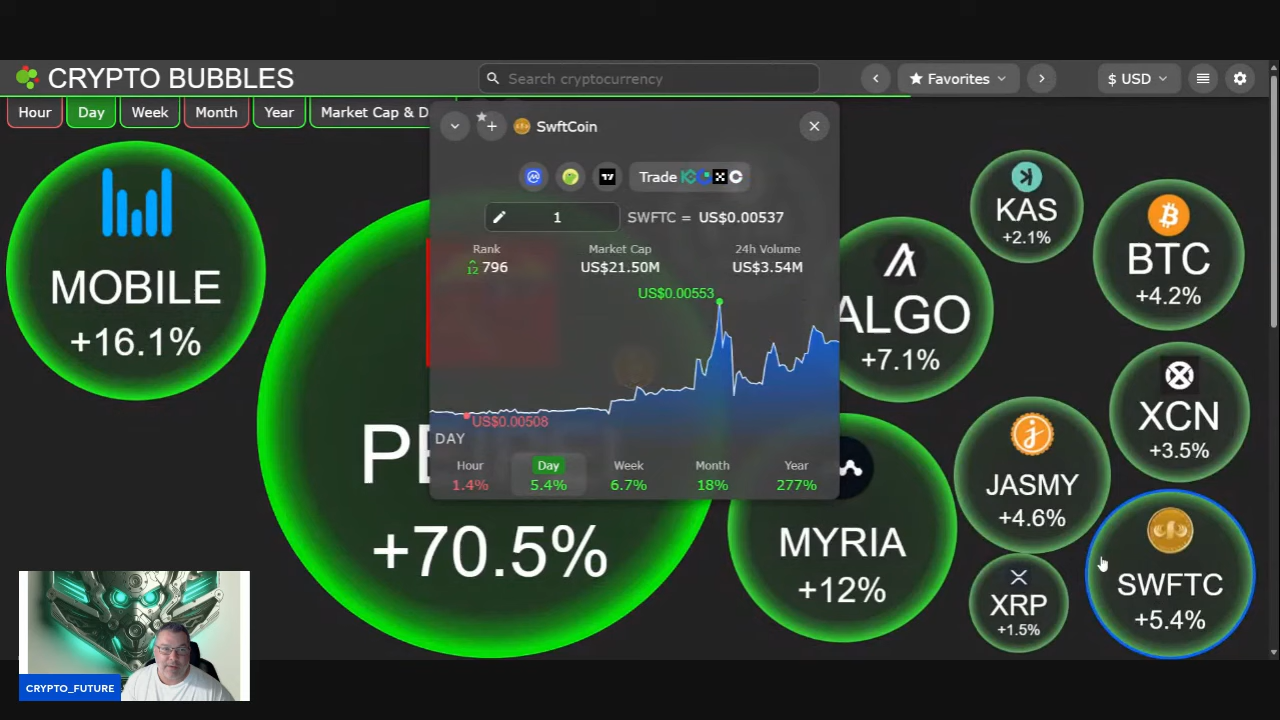 CRYPTO BUBBLES
Search cryptocurrency
Favorites
$ USD
Hour
Day
Week
Month
Year
Market Cap & D
SwftCoin
Trade
1
SWFTC = US$0.00537
Rank
Market Cap
24h Volume
12 796
US$21.50M
US$3.54M
US$0.00553
US$0.00508
DAY
Hour
Day
Week
Month
Year
1.4%
5.4%
6.7%
18%
277%
MOBILE
+16.1%
+70.5%
ALGO
+7.1%
KAS
+2.1%
BTC
+4.2%
XCN
+3.5%
JASMY
+4.6%
MYRIA
+12%
XRP
+1.5%
SWFTC
+5.4%
CRYPTO_FUTURE